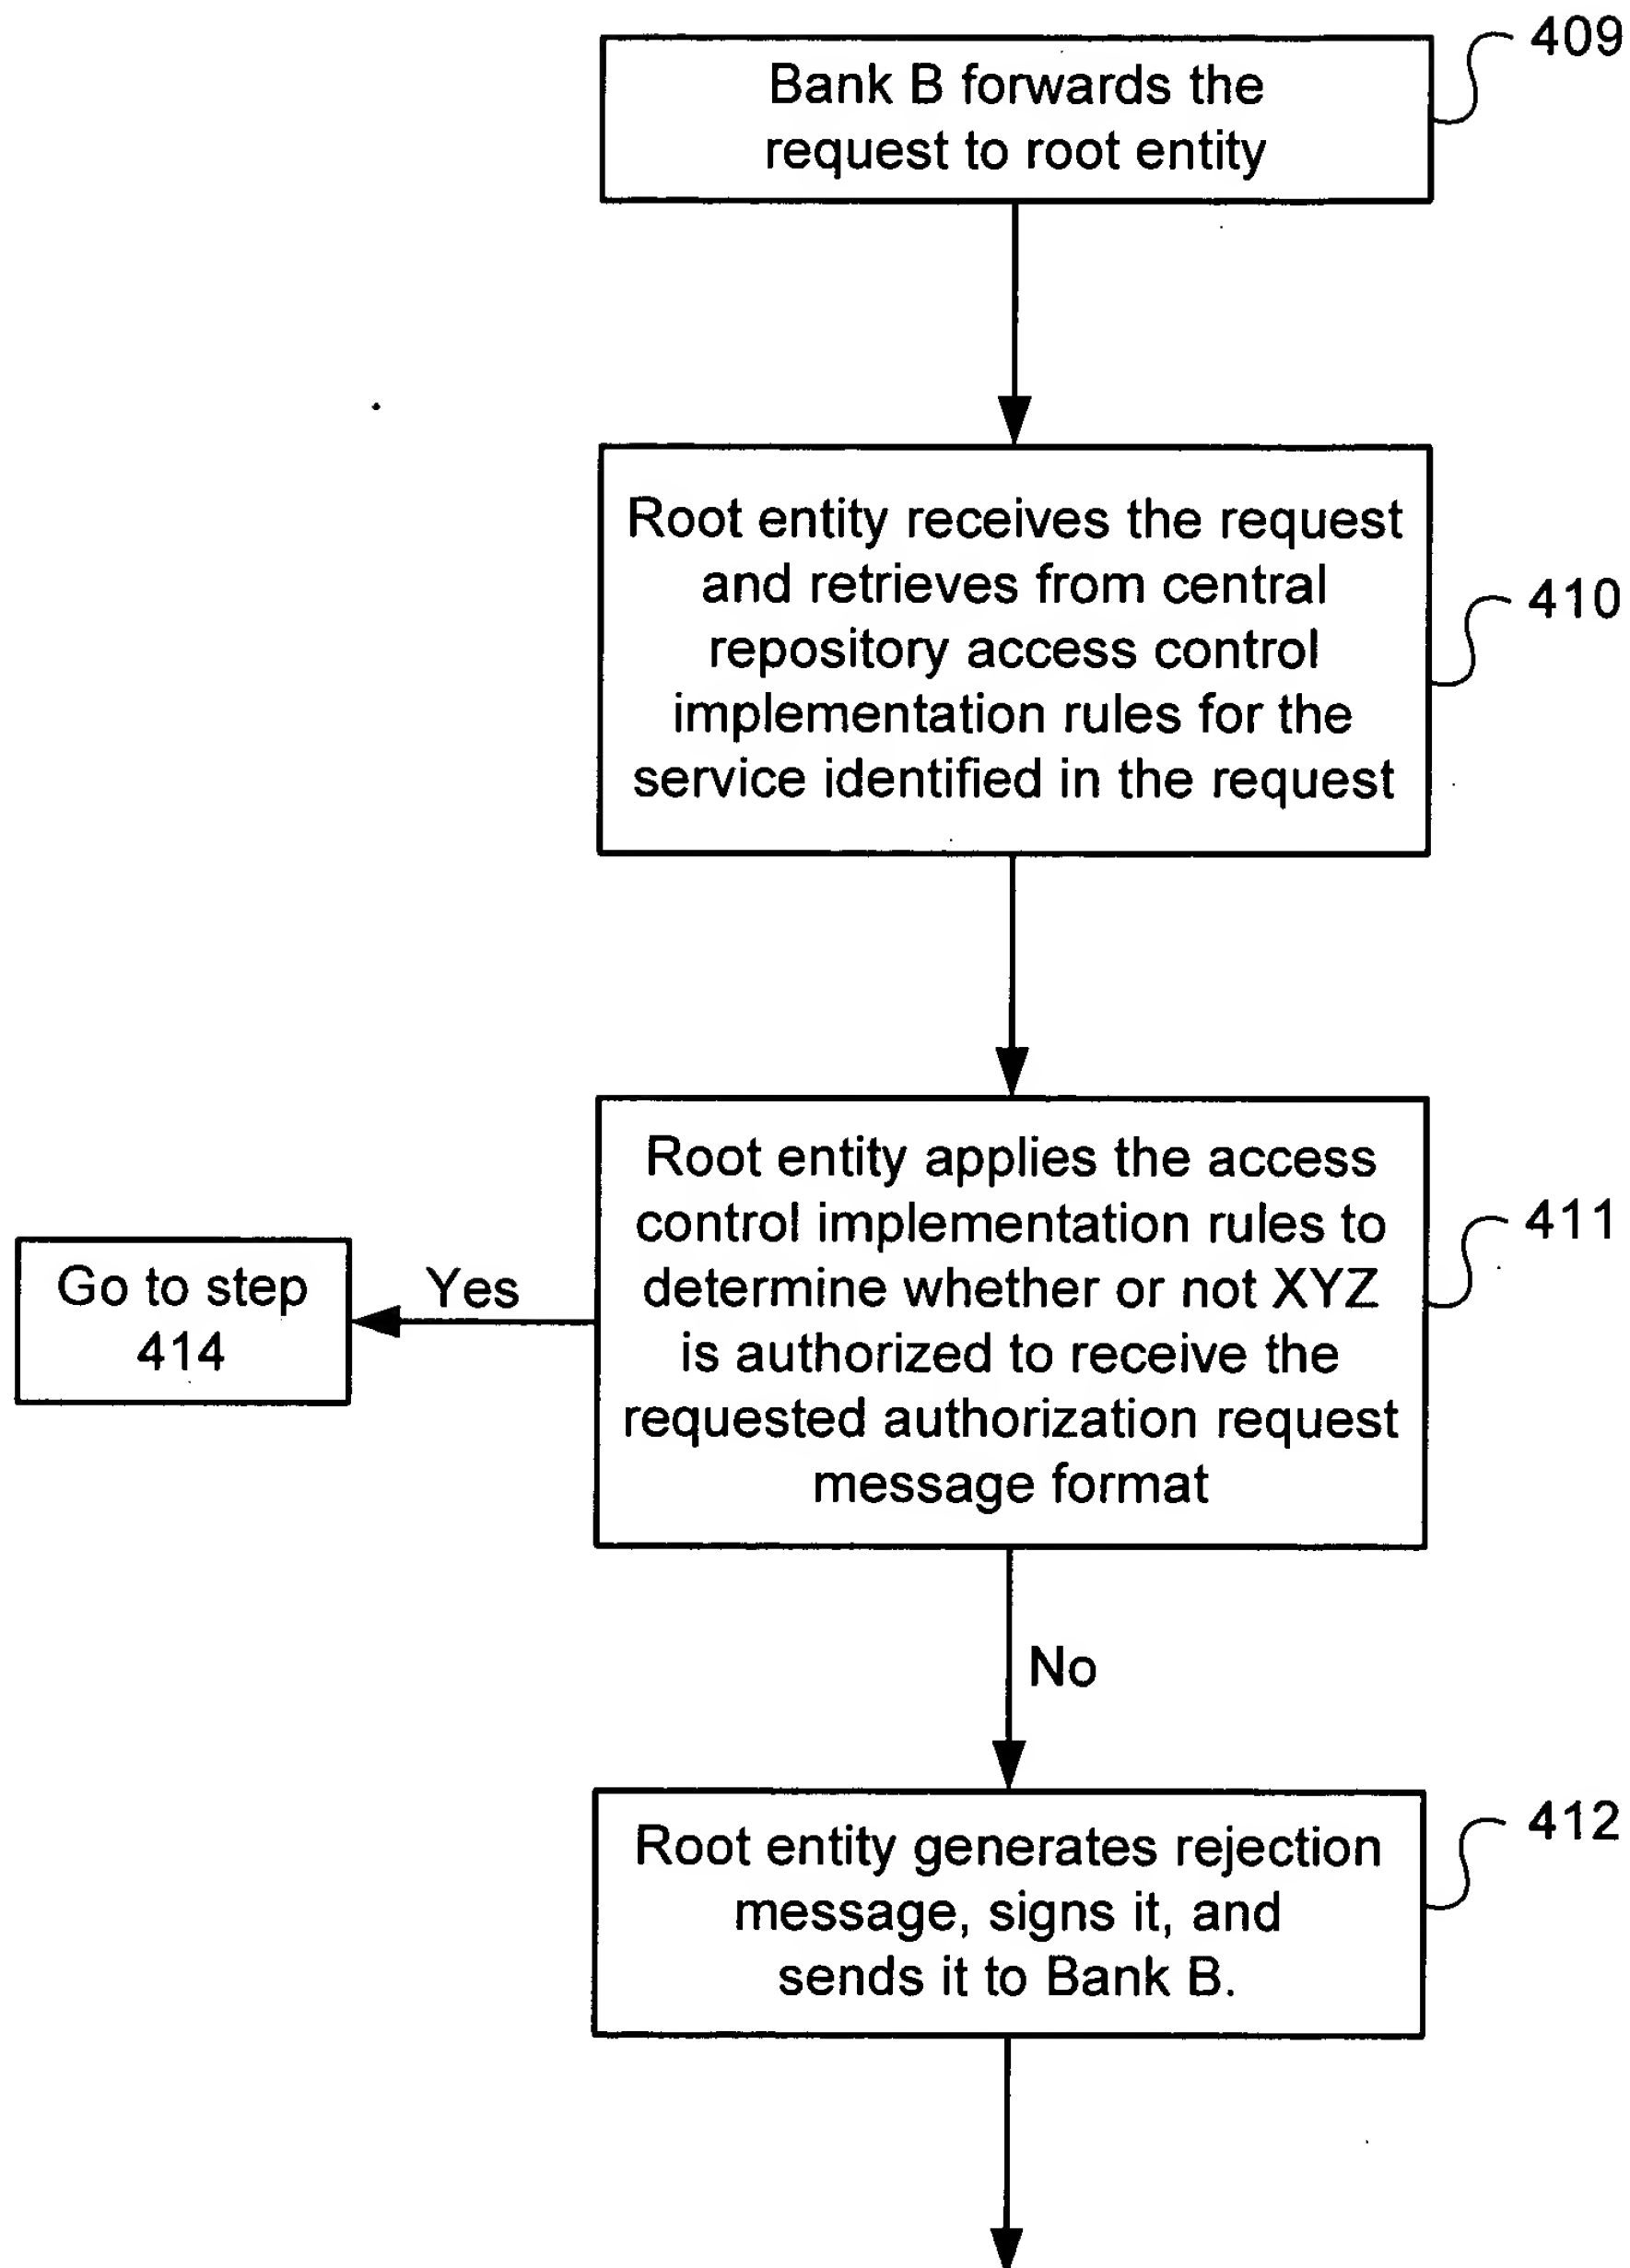 409
Bank B forwards the
request to root entity
Root entity receives the request
and retrieves from central
repository access control
implementation rules for the
service identified in the request
410
Root entity applies the access
control implementation rules to
determine whether or not XYZ
is authorized to receive the
requested authorization request
message format
411
Go to step
414
Yes
No
Root entity generates rejection
message, signs it, and
sends it to Bank B.
412